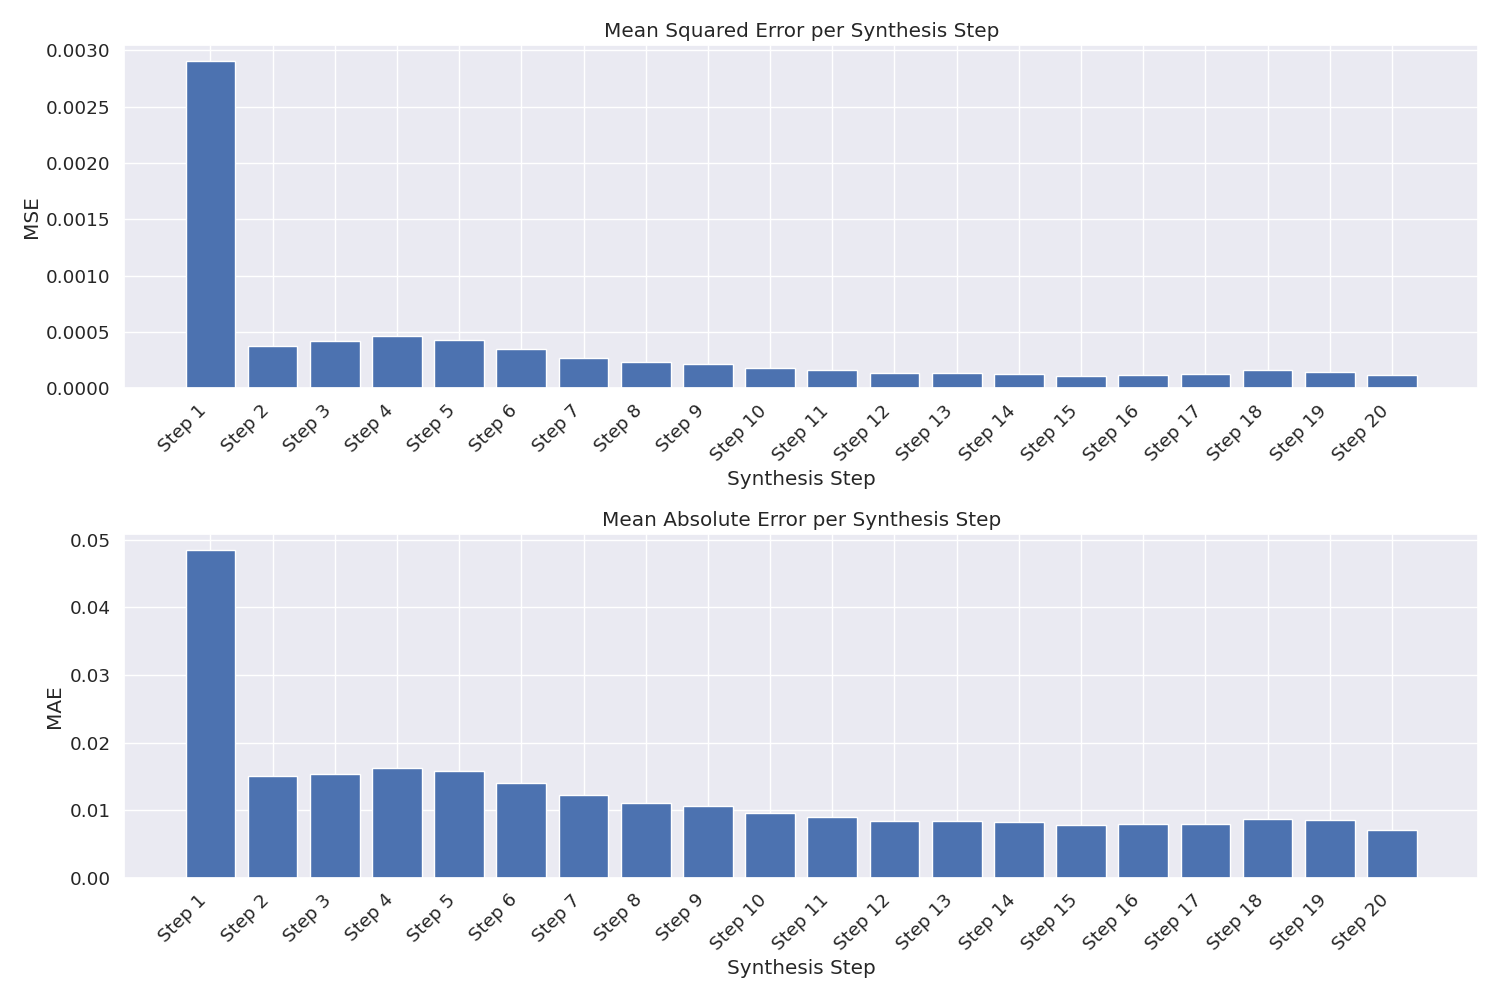 Mean Squared Error per Synthesis Step
MSE
0.0030
0.0025
0.0020
0.0015
0.0010
0.0005
0.0000
Step 1
Step 2
Step 3
Step 4
Step 5
Step 6
Step 7
Step 8
Step 9
Step 10
Step 11
Step 12
Step 13
Step 14
Step 15
Step 16
Step 17
Step 18
Step 19
Step 20
Synthesis Step
Mean Absolute Error per Synthesis Step
MAE
0.05
0.04
0.03
0.02
0.01
0.00
Step 1
Step 2
Step 3
Step 4
Step 5
Step 6
Step 7
Step 8
Step 9
Step 10
Step 11
Step 12
Step 13
Step 14
Step 15
Step 16
Step 17
Step 18
Step 19
Step 20
Synthesis Step